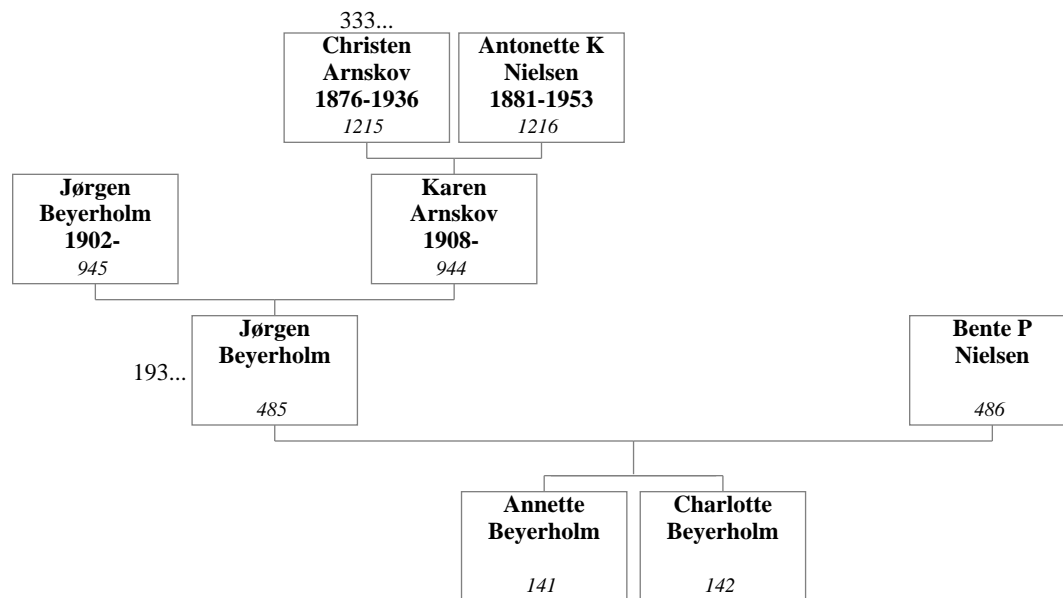 333...
Christen
Arnskov
1876-1936
1215
Antonette K
Nielsen
1881-1953
1216
Jørgen
Beyerholm
1902-
945
Karen
Arnskov
1908-
944
193...
Jørgen
Beyerholm
485
Bente P
Nielsen
486
Annette
Beyerholm
141
Charlotte
Beyerholm
142